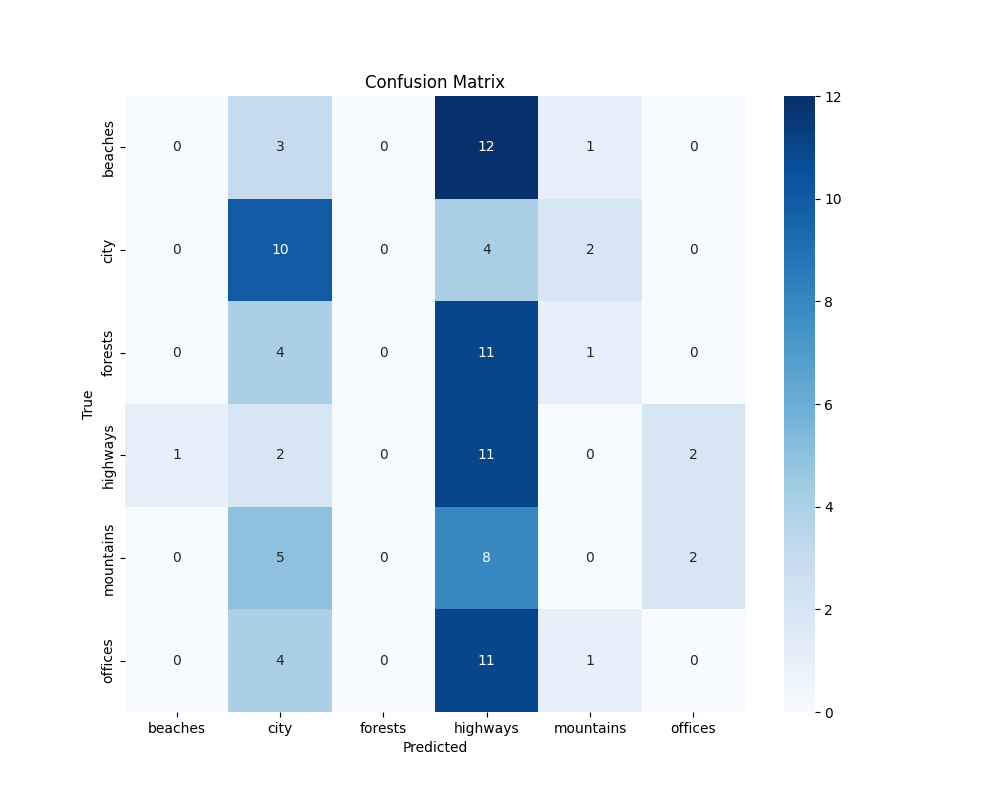 Confusion Matrix
beaches 0 3 0 12 1 0
city 0 10 0 4 2 0
forests 0 4 0 11 1 0
highways 1 2 0 11 0 2
mountains 0 5 0 8 0 2
offices 0 4 0 11 1 0
True
beaches city forests highways mountains offices
Predicted
12
10
8
6
4
2
0